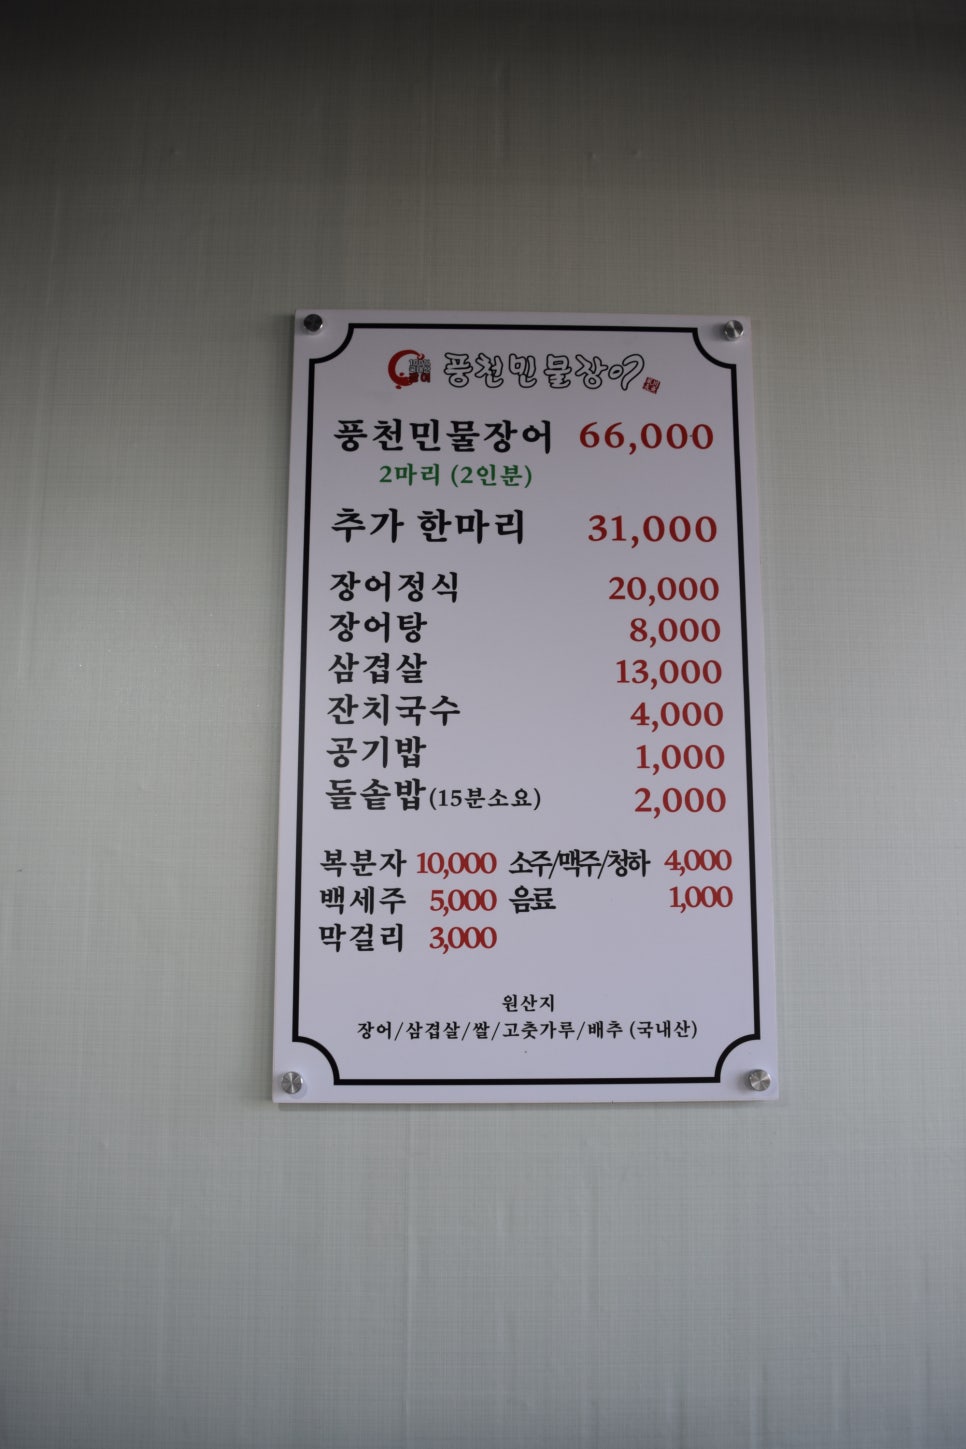 풍천민물장어
풍천민물장어 66,000
2마리 (2인분)
추가 한마리 31,000
장어정식 20,000
장어탕 8,000
삼겹살 13,000
잔치국수 4,000
공기밥 1,000
돌솥밥(15분소요) 2,000
복분자 10,000 소주/맥주/청하 4,000
백세주 5,000 음료 1,000
막걸리 3,000
원산지
장어/삼겹살/쌀/고춧가루/배추 (국내산)